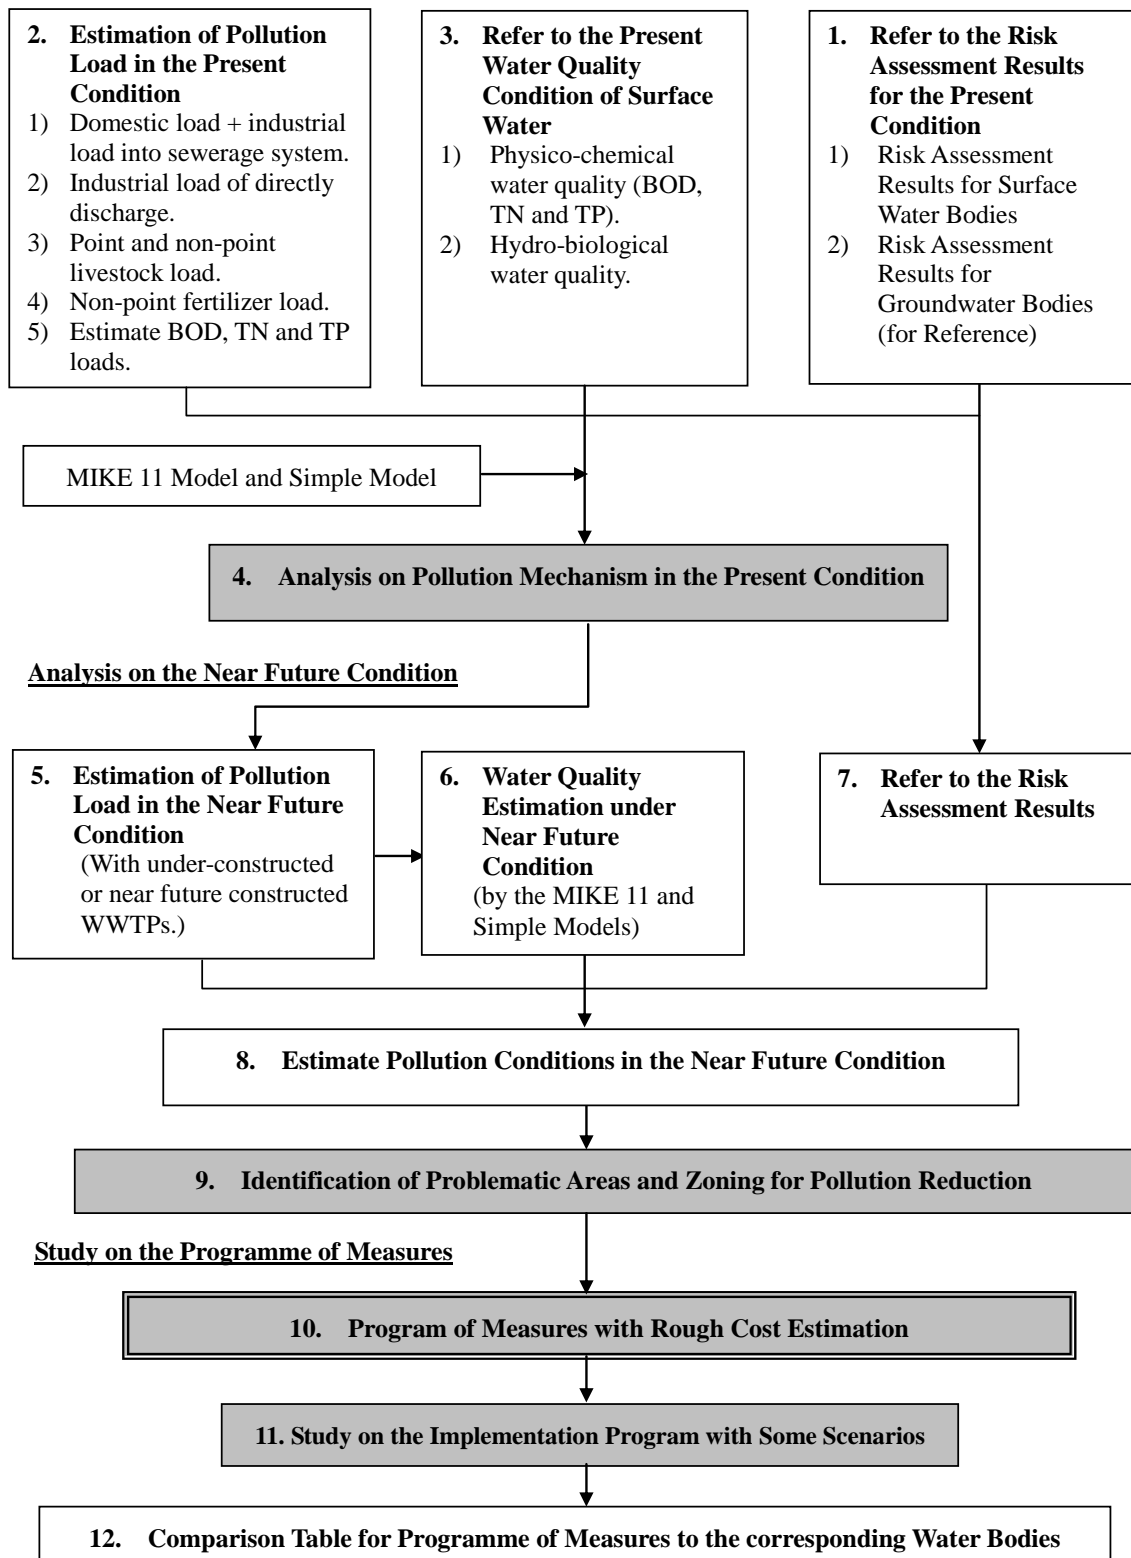 2. Estimation of Pollution
Load in the Present
Condition
1) Domestic load + industrial
load into sewerage system.
2) Industrial load of directly
discharge.
3) Point and non-point
livestock load.
4) Non-point fertilizer load.
5) Estimate BOD, TN and TP
loads.
3. Refer to the Present
Water Quality
Condition of Surface
Water
1) Physico-chemical
water quality (BOD,
TN and TP).
2) Hydro-biological
water quality.
1. Refer to the Risk
Assessment Results
for the Present
Condition
1) Risk Assessment
Results for Surface
Water Bodies
2) Risk Assessment
Results for
Groundwater Bodies
(for Reference)
MIKE 11 Model and Simple Model
4. Analysis on Pollution Mechanism in the Present Condition
Analysis on the Near Future Condition
5. Estimation of Pollution
Load in the Near Future
Condition
(With under-constructed
or near future constructed
WWTPs.)
6. Water Quality
Estimation under
Near Future
Condition
(by the MIKE 11 and
Simple Models)
7. Refer to the Risk
Assessment Results
8. Estimate Pollution Conditions in the Near Future Condition
9. Identification of Problematic Areas and Zoning for Pollution Reduction
Study on the Programme of Measures
10. Program of Measures with Rough Cost Estimation
11. Study on the Implementation Program with Some Scenarios
12. Comparison Table for Programme of Measures to the corresponding Water Bodies